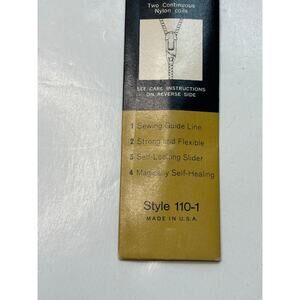 Two Continuous
Nylon coils
SEE CARE INSTRUCTIONS
ON REVERSE SIDE
1 Sewing Guide Line
2 Strong and Flexible
3 Self-Locking Slider
4 Magically Self-Healing
Style 110-1
MADE IN U.S.A.